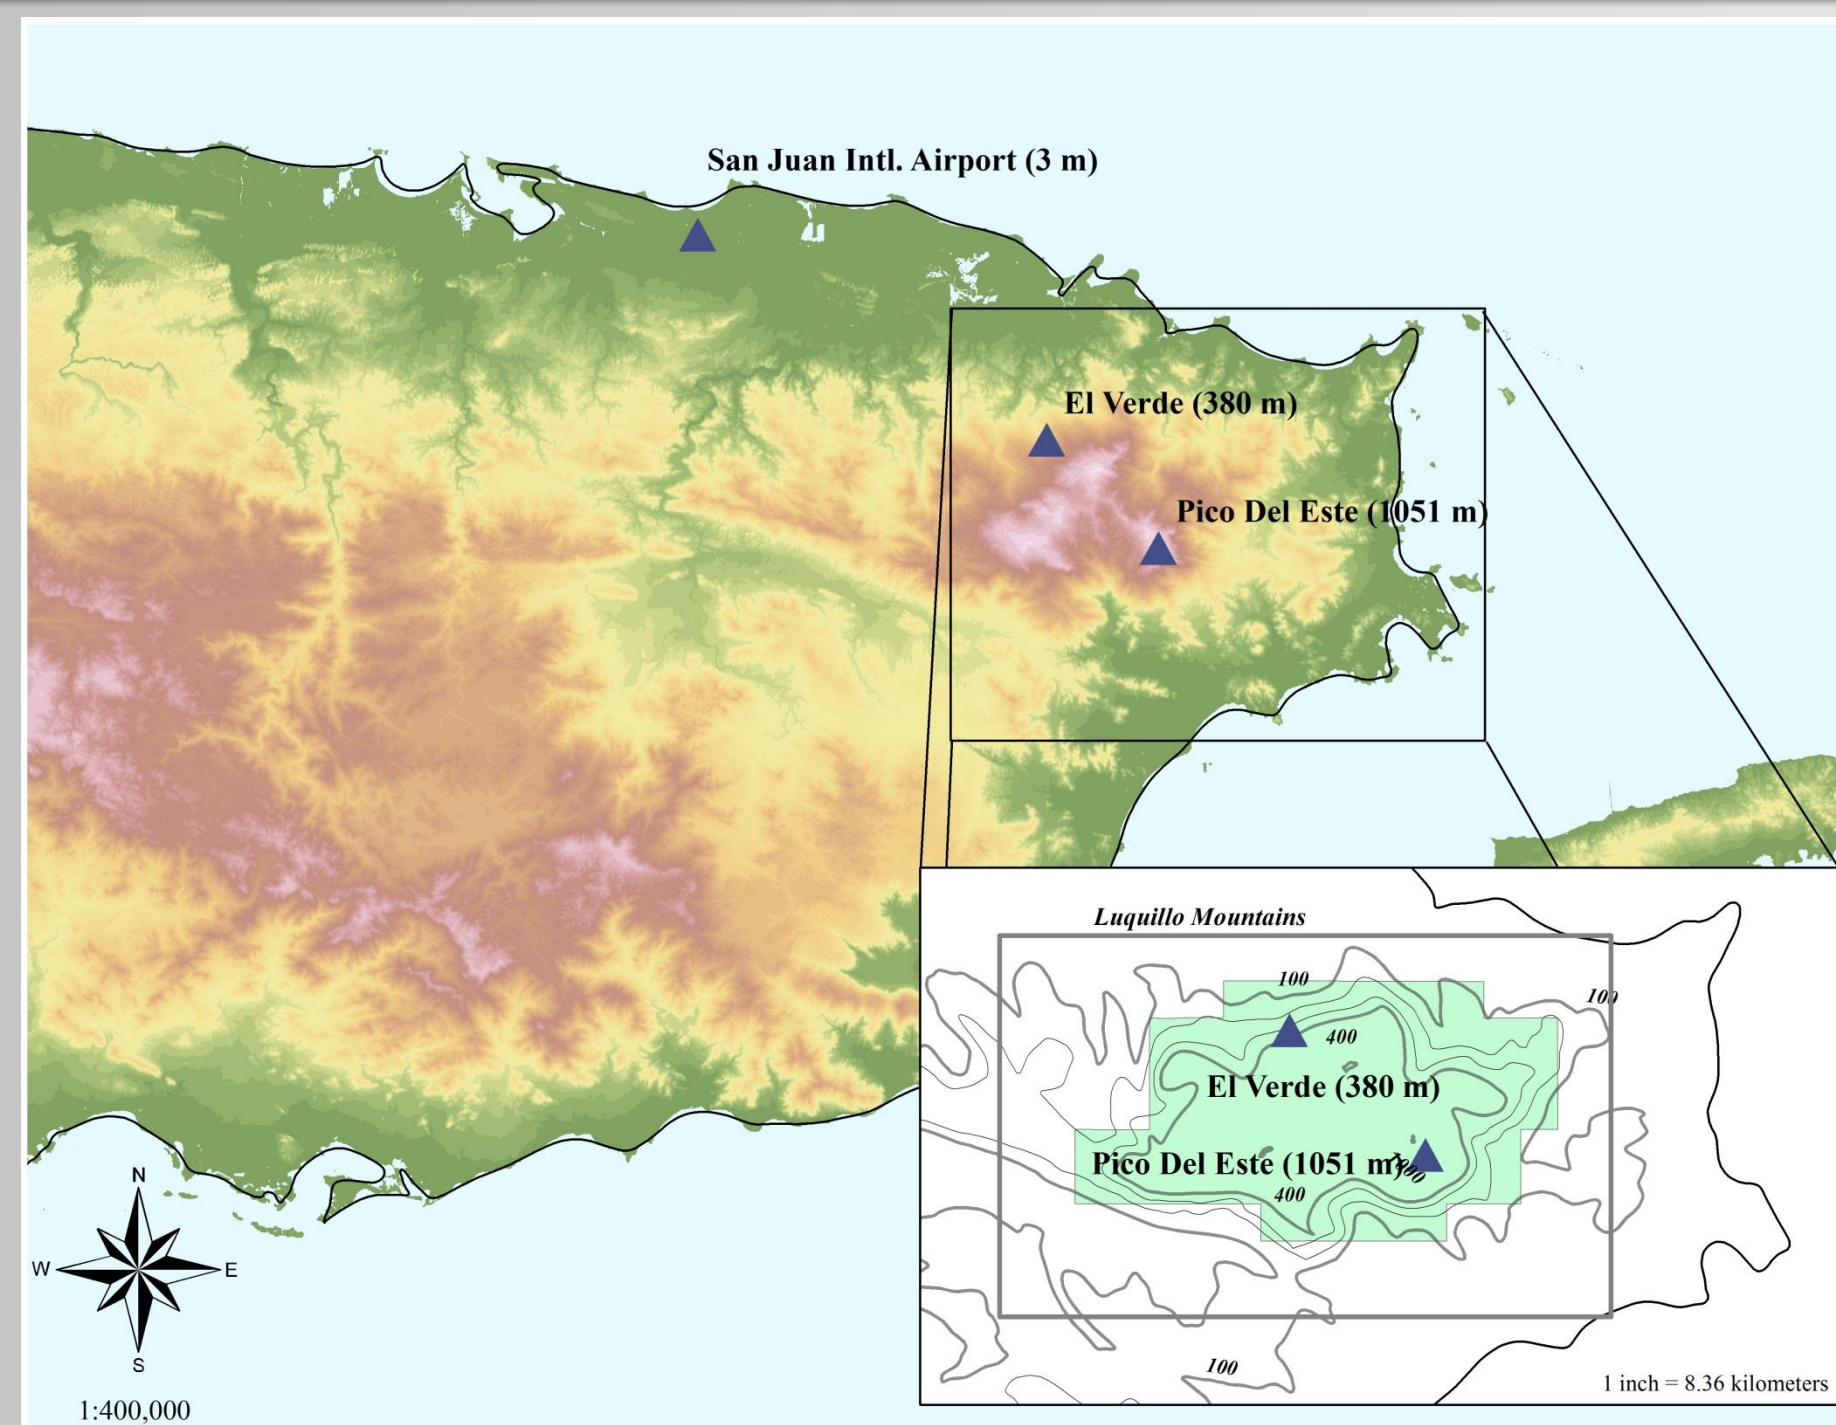 San Juan Intl. Airport (3 m)
El Verde (380 m)
Pico Del Este (1051 m)
Luquillo Mountains
100
100
400
El Verde (380 m)
Pico Del Este (1051 m)
1000
400
100
N
W
E
S
1:400,000
1 inch = 8.36 kilometers